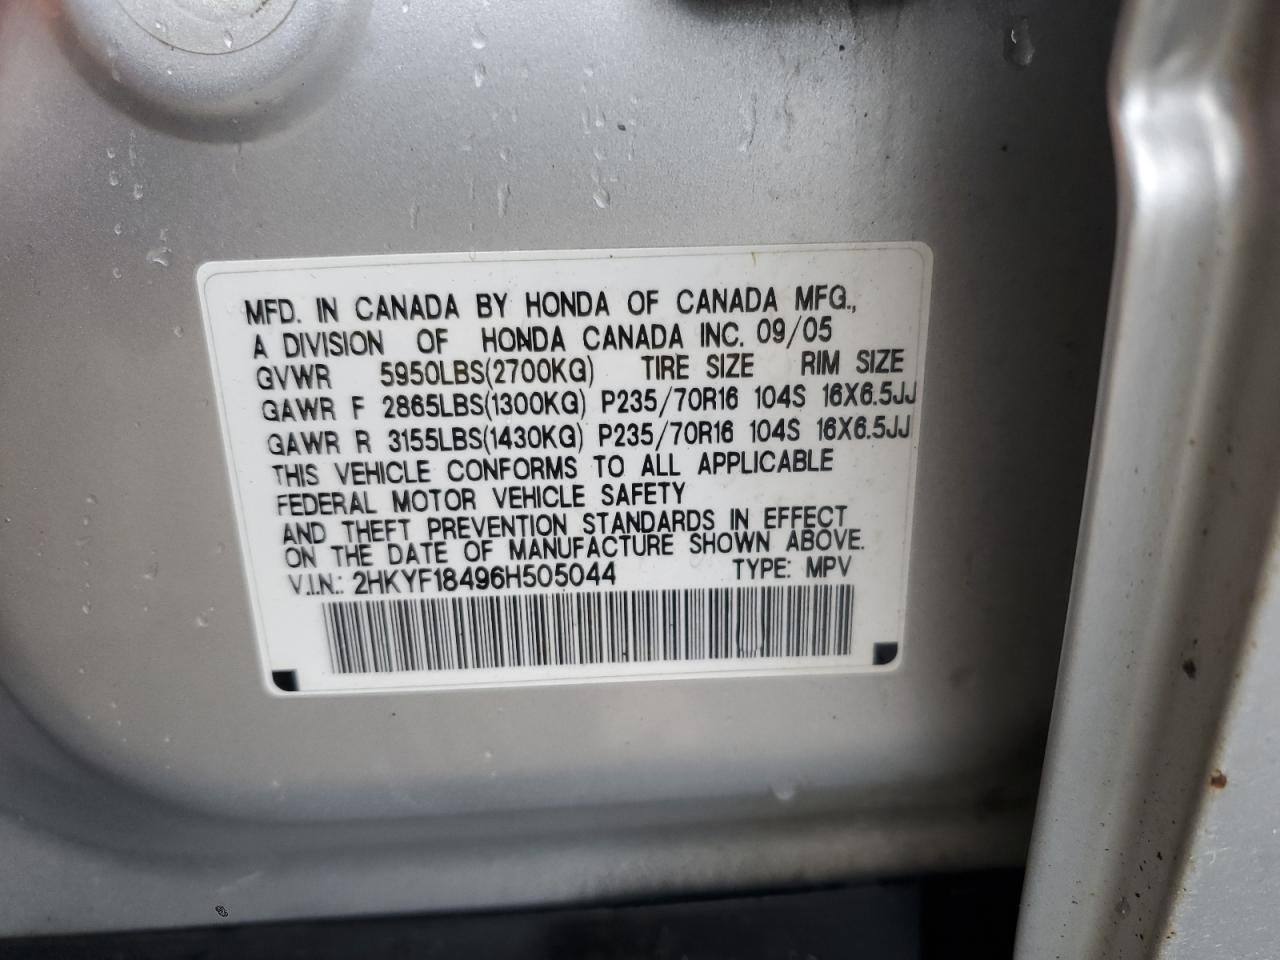 MFD. IN CANADA BY HONDA OF CANADA MFG.,
A DIVISION OF HONDA CANADA INC. 09/05
GVWR 5950LBS(2700KG) TIRE SIZE RIM SIZE
GAWR F 2865LBS(1300KG) P235/70R16 104S 16X6.5JJ
GAWR R 3155LBS(1430KG) P235/70R16 104S 16X6.5JJ
THIS VEHICLE CONFORMS TO ALL APPLICABLE
FEDERAL MOTOR VEHICLE SAFETY
AND THEFT PREVENTION STANDARDS IN EFFECT
ON THE DATE OF MANUFACTURE SHOWN ABOVE.
V.I.N.: 2HKYF18496H505044 TYPE: MPV